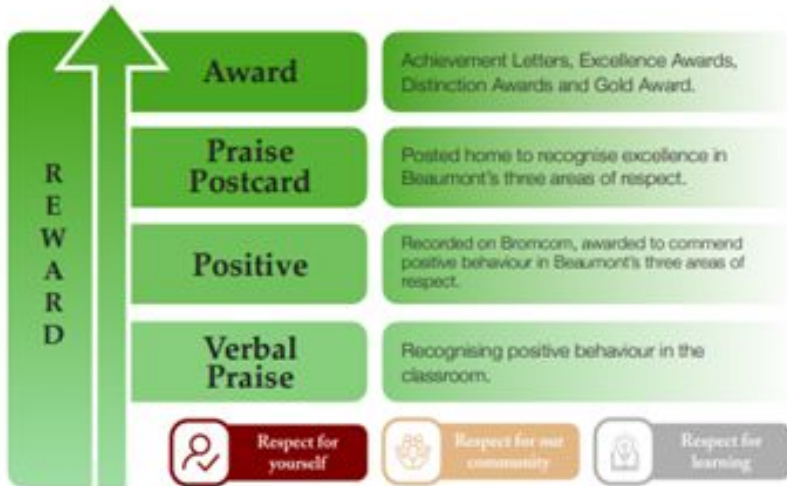 REWARD
Award
Achievement Letters, Excellence Awards,
Distinction Awards and Gold Award.
Praise
Postcard
Posted home to recognise excellence in
Beaumont's three areas of respect.
Positive
Recorded on Bromcom, awarded to commend
positive behaviour in Beaumont's three areas of
respect.
Verbal
Praise
Recognising positive behaviour in the
classroom.
Respect for
yourself
Respect for our
community
Respect for
learning